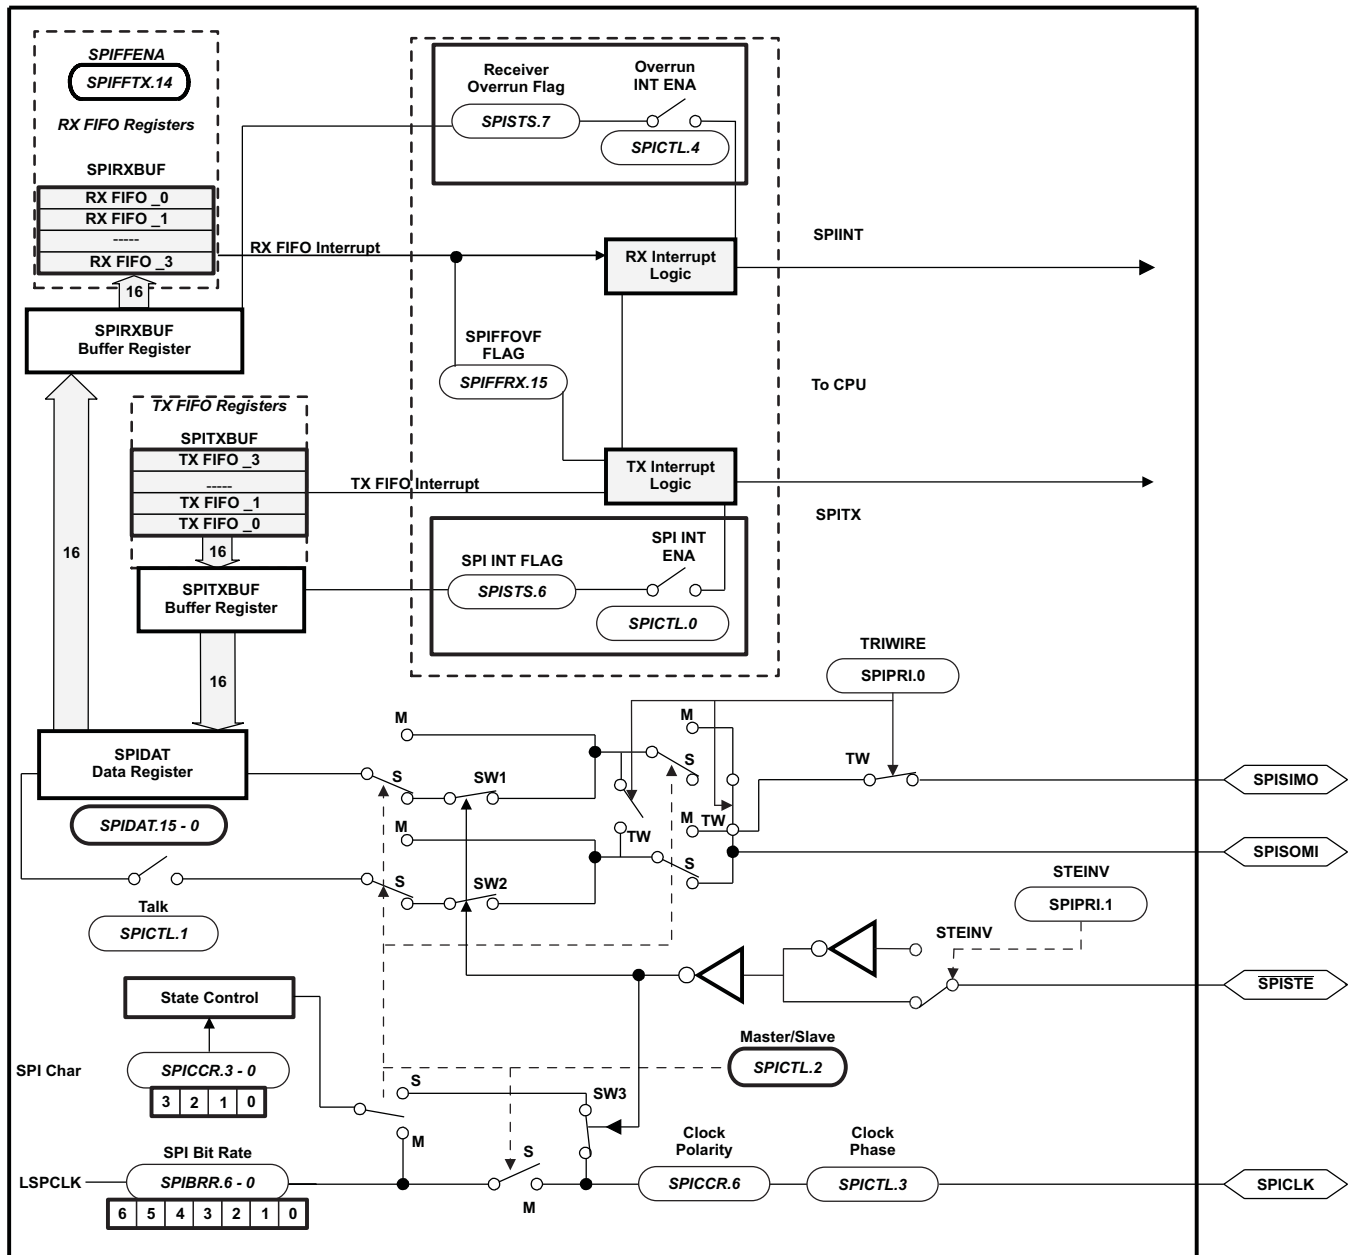 SPIFFENA
SPIFFTX.14
RX FIFO Registers
SPIRXBUF
RX FIFO _0
RX FIFO _1
-----
RX FIFO _3
16
SPIRXBUF
Buffer Register
Receiver
Overrun Flag
SPISTS.7
Overrun
INT ENA
SPICTL.4
RX FIFO Interrupt
RX Interrupt
Logic
SPIINT
SPIFFOVF
FLAG
SPIFFRX.15
To CPU
TX FIFO Registers
SPITXBUF
TX FIFO _3
-----
TX FIFO _1
TX FIFO _0
16
16
TX FIFO Interrupt
TX Interrupt
Logic
SPITX
SPITXBUF
Buffer Register
SPI INT FLAG
SPISTS.6
SPI INT
ENA
SPICTL.0
16
TRIWIRE
SPIPRI.0
SPIDAT
Data Register
SPIDAT.15 - 0
M
S
SW1
M
S
TW
SPISIMO
M
S
SW2
TW
M
TW
S
SPISOMI
Talk
SPICTL.1
STEINV
SPIPRI.1
STEINV
SPISTE
State Control
SPI Char
SPICCR.3 - 0
3 2 1 0
Master/Slave
SPICTL.2
S
M
SW3
LSPCLK
SPI Bit Rate
SPIBRR.6 - 0
6 5 4 3 2 1 0
S
M
Clock
Polarity
SPICCR.6
Clock
Phase
SPICTL.3
SPICLK